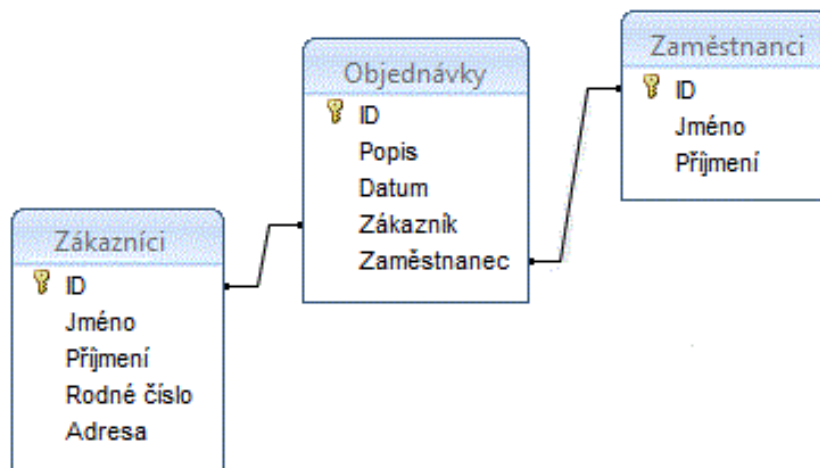 Zákazníci
ID
Jméno
Příjmení
Rodné číslo
Adresa
Objednávky
ID
Popis
Datum
Zákazník
Zaměstnanec
Zaměstnanci
ID
Jméno
Příjmení